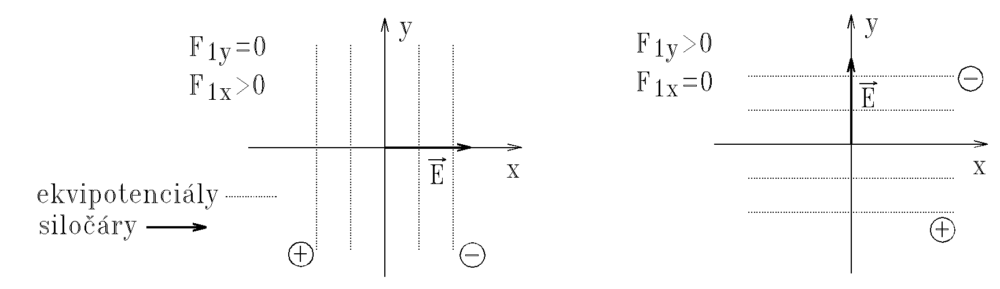 y
F1y=0
F1x>0
E
x
ekvipotenciály
siločáry
+
−
y
F1y>0
F1x=0
−
E
x
+